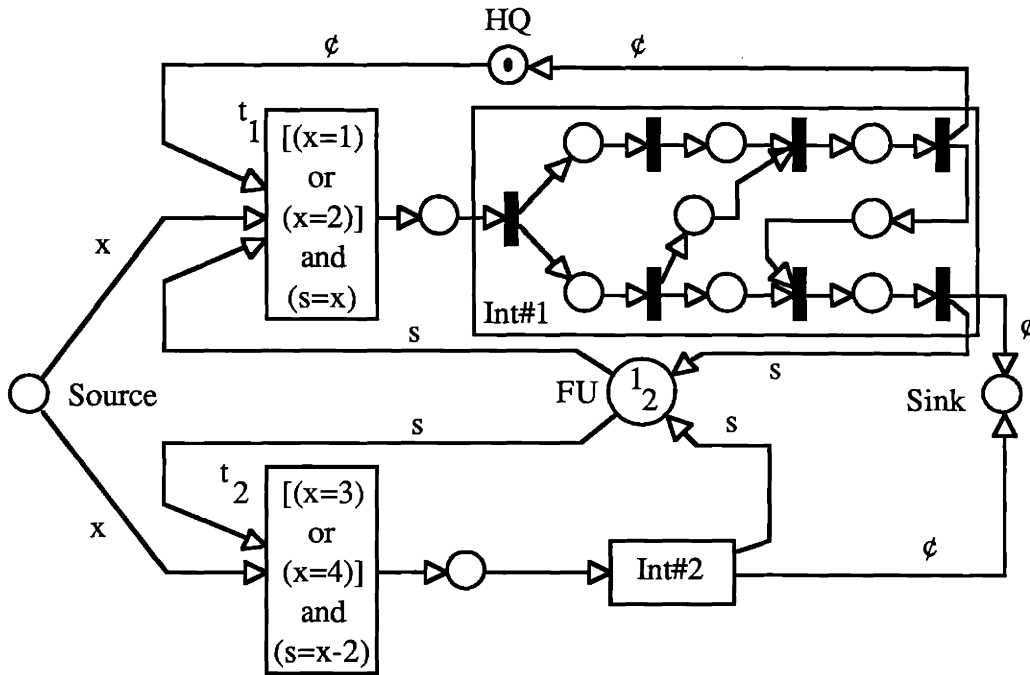 HQ
¢ ¢
t1
[(x=1)
or
(x=2)]
and
(s=x)
x
Int#1
s
s
¢
Source
FU
1
2
Sink
s
s
t2
[(x=3)
or
(x=4)]
and
(s=x-2)
x
Int#2
¢